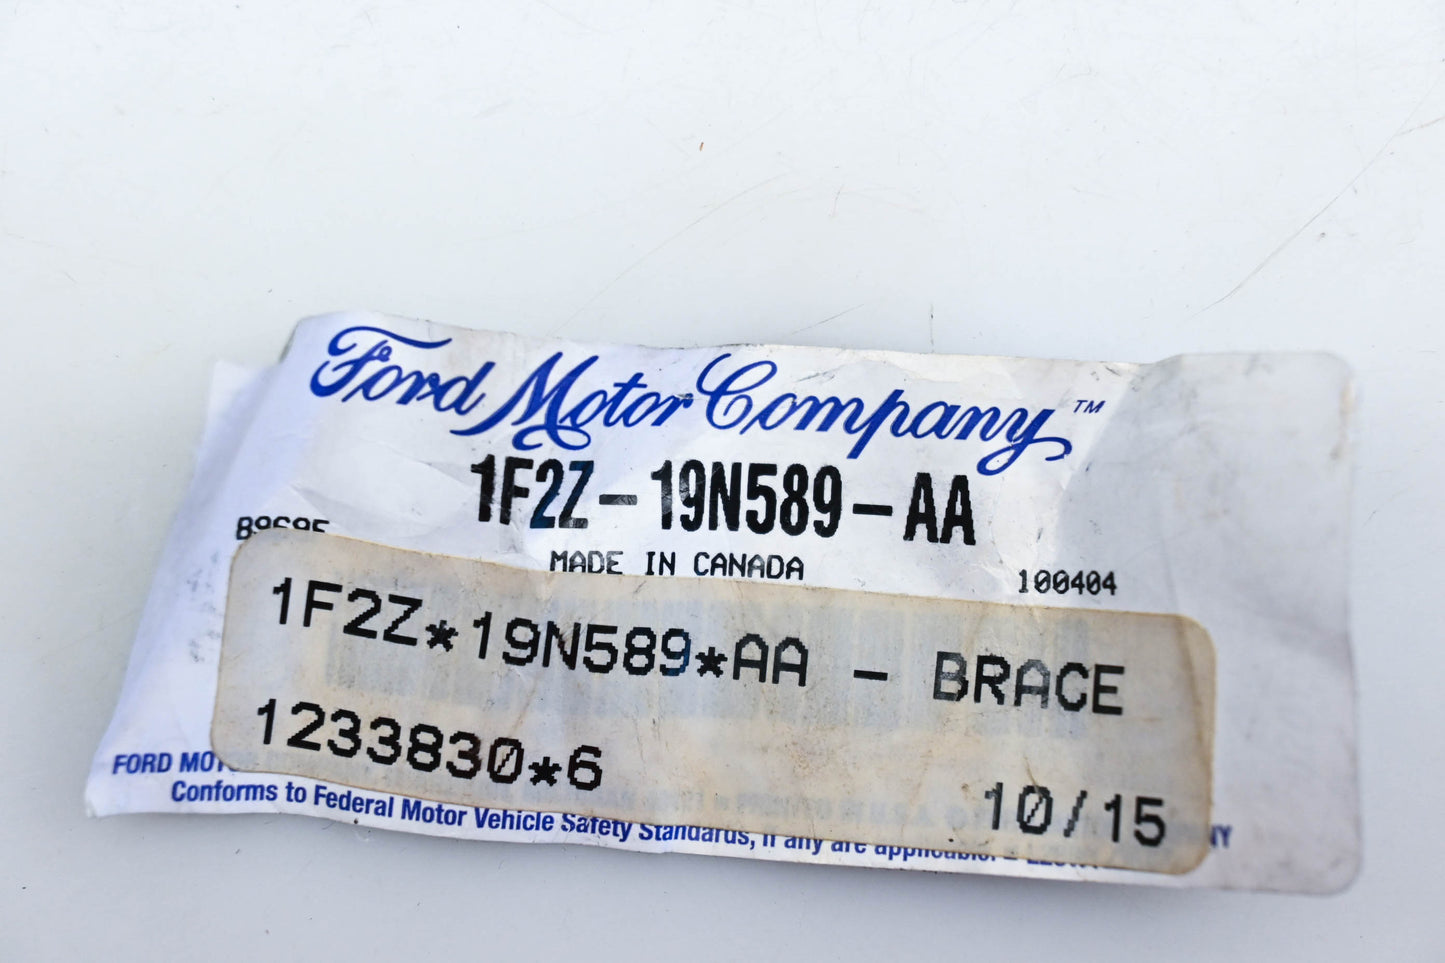 Ford Motor Company™
1F2Z-19N589-AA
MADE IN CANADA
100404
1F2Z*19N589*AA - BRACE
1233830*6
10/15
FORD
Conforms to Federal Motor Vehicle Safety Standards, if any are applicable.